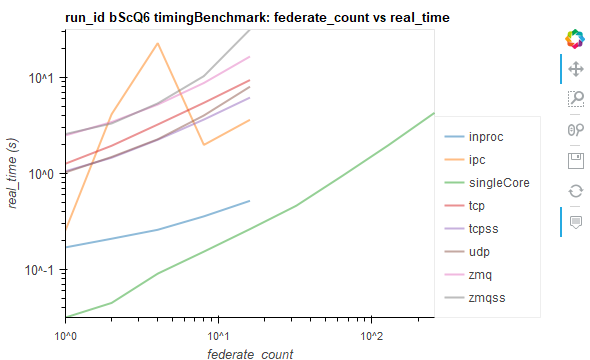 run_id bScQ6 timingBenchmark: federate_count vs real_time
real_time (s)
10^1
10^0
10^-1
10^0
10^1
10^2
federate_count
inproc
ipc
singleCore
tcp
tcpss
udp
zmq
zmqss